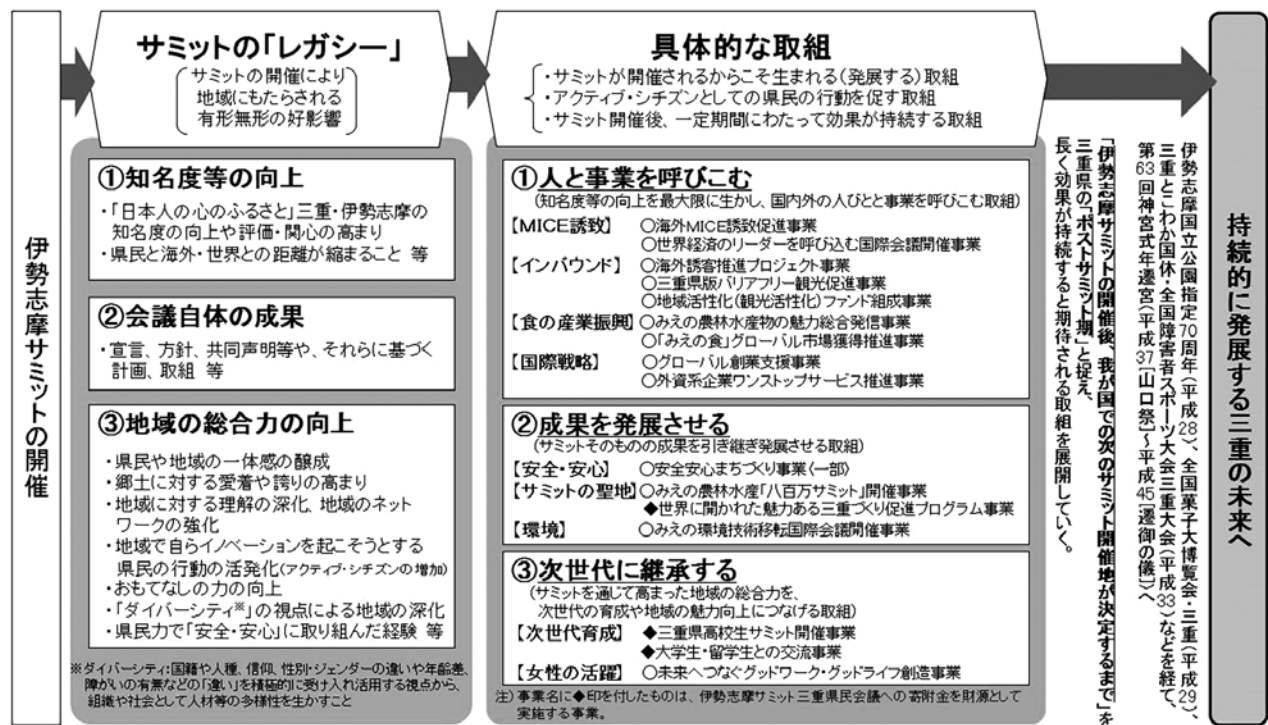 伊勢志摩サミットの開催
サミットの「レガシー」
サミットの開催により
地域にもたらされる
有形無形の好影響
①知名度等の向上
・「日本人の心のふるさと」三重・伊勢志摩の
知名度の向上や評価・関心の高まり
・県民と海外・世界との距離が縮まること 等
②会議自体の成果
・宣言、方針、共同声明等や、それらに基づく
計画、取組 等
③地域の総合力の向上
・県民や地域の一体感の醸成
・郷土に対する愛着や誇りの高まり
・地域に対する理解の深化、地域のネット
ワークの強化
・地域で自らイノベーションを起こそうとする
県民の行動の活発化(アクティブ・シチズンの増加)
・おもてなしの力の向上
・「ダイバーシティ※」の視点による地域の深化
・県民力で「安全・安心」に取り組んだ経験 等
※ダイバーシティ:国籍や人種、信仰、性別・ジェンダーの違いや年齢差、
障がいの有無などの「違い」を積極的に受け入れ活用する視点から、
組織や社会として人材等の多様性を生かすこと
具体的な取組
・サミットが開催されるからこそ生まれる(発展する)取組
・アクティブ・シチズンとしての県民の行動を促す取組
・サミット開催後、一定期間にわたって効果が持続する取組
①人と事業を呼びこむ
(知名度等の向上を最大限に生かし、国内外の人びとと事業を呼びこむ取組)
【MICE誘致】 ○海外MICE誘致促進事業
○世界経済のリーダーを呼び込む国際会議開催事業
【インバウンド】 ○海外誘客推進プロジェクト事業
○三重県版バリアフリー観光促進事業
○地域活性化(観光活性化)ファンド組成事業
【食の産業振興】 ○みえの農林水産物の魅力総合発信事業
○「みえの食」グローバル市場獲得推進事業
【国際戦略】 ○グローバル創業支援事業
○外資系企業ワンストップサービス推進事業
②成果を発展させる
(サミットそのものの成果を引き継ぎ発展させる取組)
【安全・安心】 ○安全安心まちづくり事業(一部)
【サミットの聖地】 ○みえの農林水産「八百万サミット」開催事業
◆世界に開かれた魅力ある三重づくり促進プログラム事業
【環境】 ○みえの環境技術移転国際会議開催事業
③次世代に継承する
(サミットを通じて高まった地域の総合力を、
次世代の育成や地域の魅力向上につなげる取組)
【次世代育成】 ◆三重県高校生サミット開催事業
◆大学生・留学生との交流事業
【女性の活躍】 ○未来へつなぐグッドワーク・グッドライフ創造事業
注)事業名に◆印を付したものは、伊勢志摩サミット三重県民会議への寄附金を財源として
実施する事業。
伊勢志摩国立公園指定70周年(平成28)、全国菓子大博覧会・三重(平成29)、
三重とこわか国体・全国障害者スポーツ大会三重大会(平成33)などを経て、
第63回神宮式年遷宮(平成37[山口祭]~平成45[遷御の儀])へ
「伊勢志摩サミットの開催後、我が国での次のサミット開催地が決定するまで」を
三重県の「ポストサミット期」と捉え、
長く効果が持続すると期待される取組を展開していく。
持続的に発展する三重の未来へ